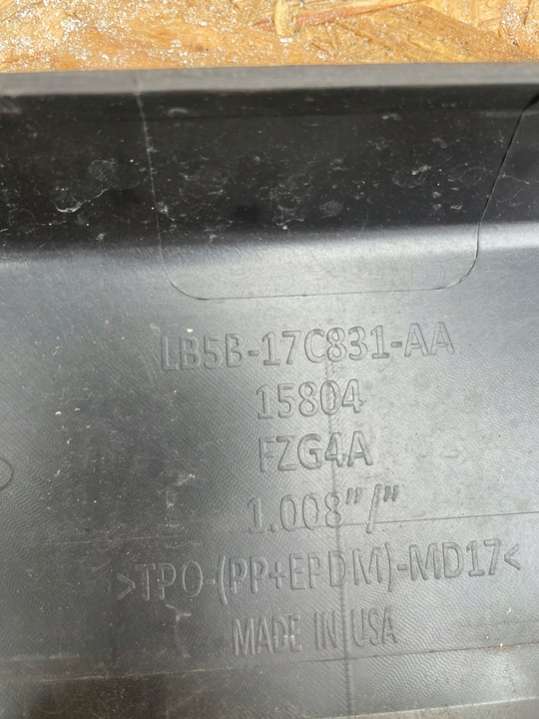 LB5B-17C831-AA
15804
FZG4A
1.008"/"
>TPO-(PP+EPDM)-MD17<
MADE IN USA